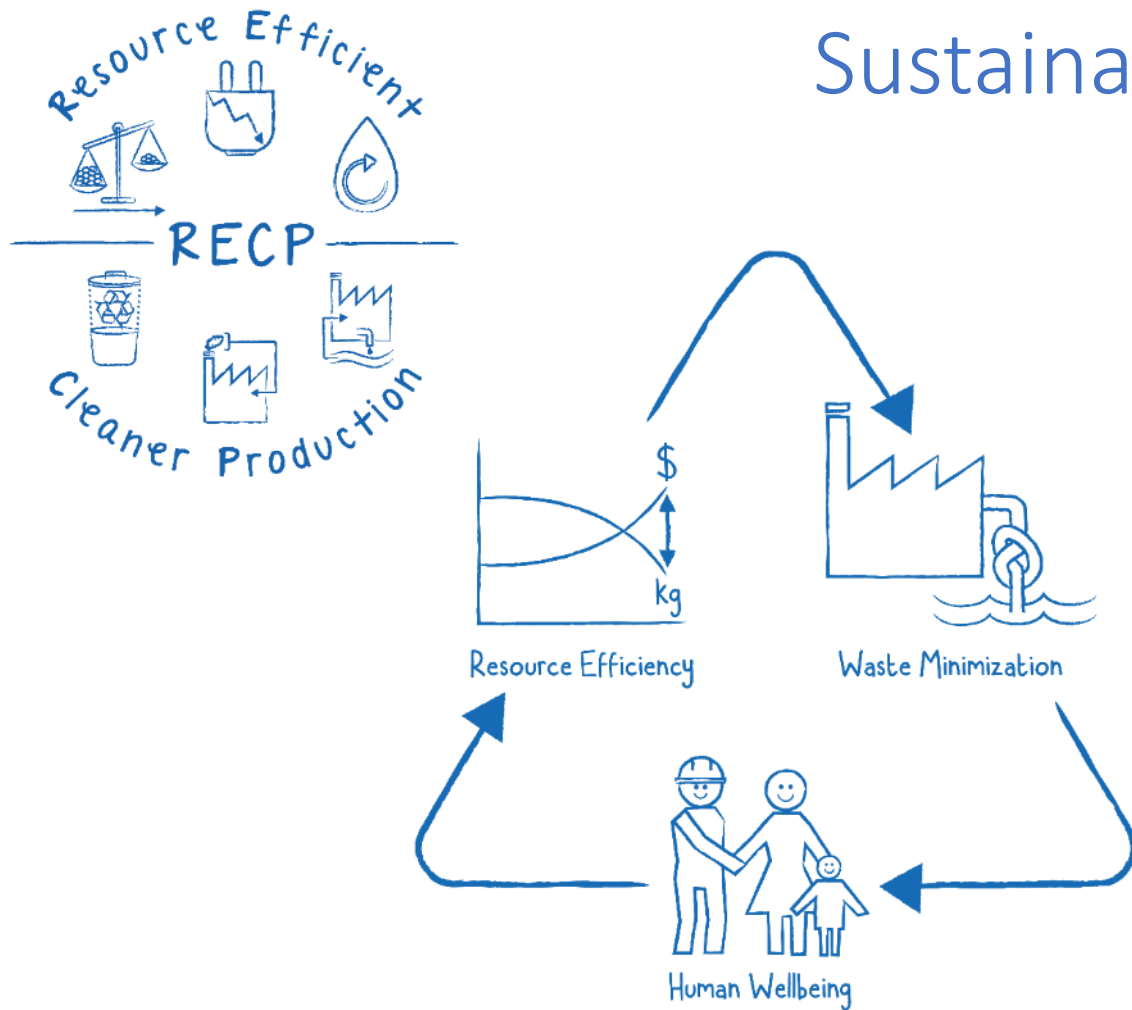 Resource Efficient
Sustaina
RECP
Cleaner Production
$
kg
Resource Efficiency
Waste Minimization
Human Wellbeing